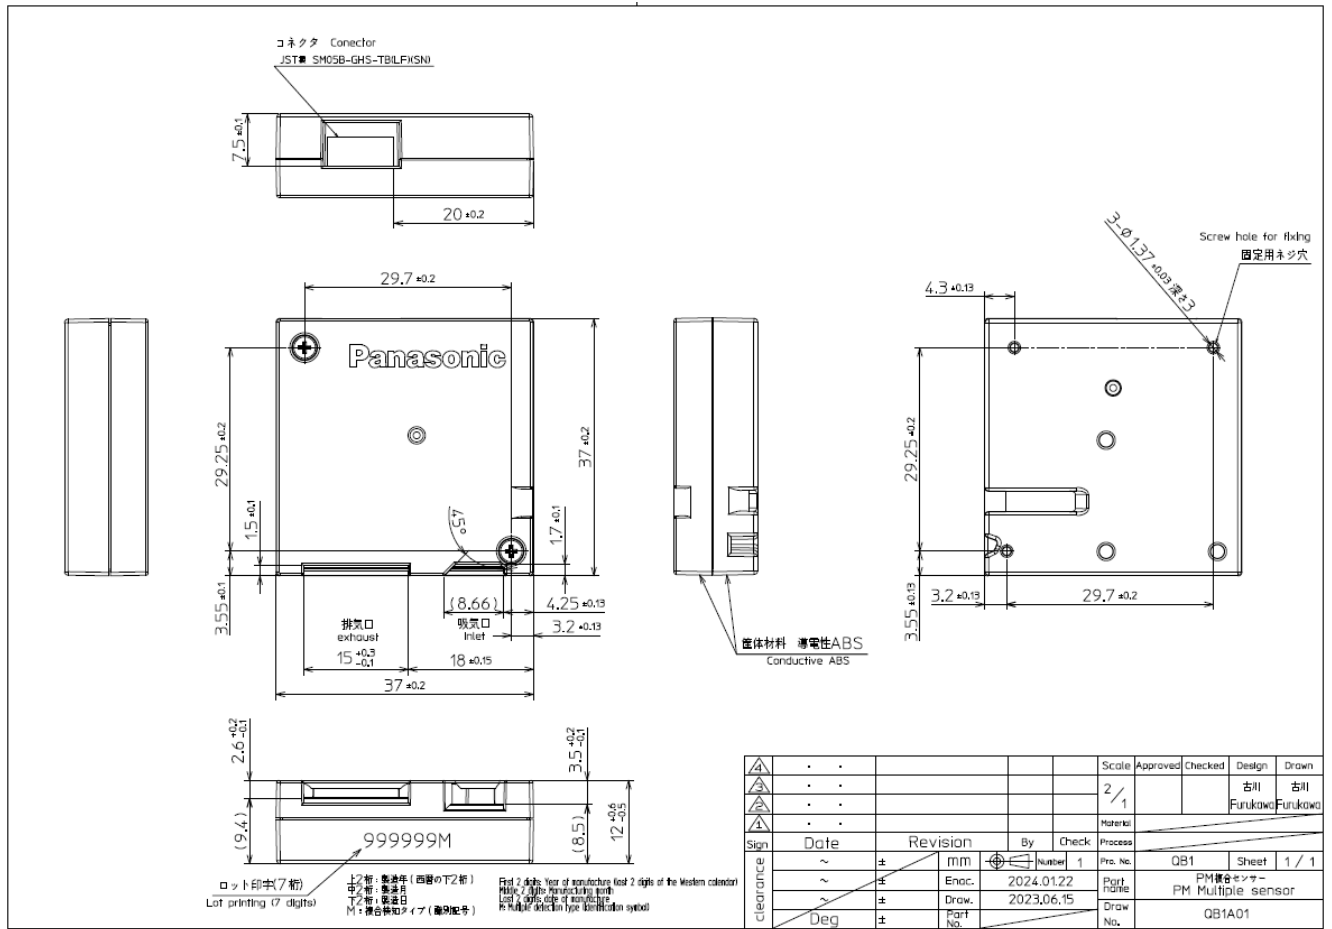 コネクタ Conector
JST製 SM05B-GHS-TB(LF)(SN)
7.5 ±0.1
20 ±0.2
29.7 ±0.2
Panasonic
29.25 ±0.2
37 ±0.2
1.5 ±0.1
45°
1.7 ±0.1
3.55 ±0.1
(8.66)
4.25 ±0.13
排気口
exhaust
吸気口
Inlet
3.2 ±0.13
15 +0.3 -0.1
18 ±0.15
37 ±0.2
筐体材料 導電性ABS
Conductive ABS
3-Ø1.37 ±0.03 深さ3
Screw hole for fixing
固定用ネジ穴
4.3 ±0.13
29.25 ±0.2
3.55 ±0.13
3.2 ±0.13
29.7 ±0.2
2.6 +0.2 -0.1
3.5 +0.2 -0.1
(9.4)
(8.5)
12 +0.6 -0.5
999999M
ロット印字(7桁)
Lot printing (7 digits)
上2桁：製造年(西暦の下2桁)
中2桁：製造月
下2桁：製造日
M：複合検知タイプ(識別記号)
First 2 digits: Year of manufacture (last 2 digits of the Western calendar)
Middle 2 digits: Manufacturing month
Last 2 digits: date of manufacture
M: Multiple detection type (identification symbol)
4 · · Scale Approved Checked Design Drawn
3 · · 2/1 古川 古川
2 · · Furukawa Furukawa
1 · · Material
Sign Date Revision By Check Process
clearance ~ ± mm Number 1 Pro. No. QB1 Sheet 1 / 1
~ ± Enac. 2024.01.22 Part name PM複合センサー
PM Multiple sensor
~ ± Draw. 2023.06.15 Draw No. QB1A01
Deg ± Part No.